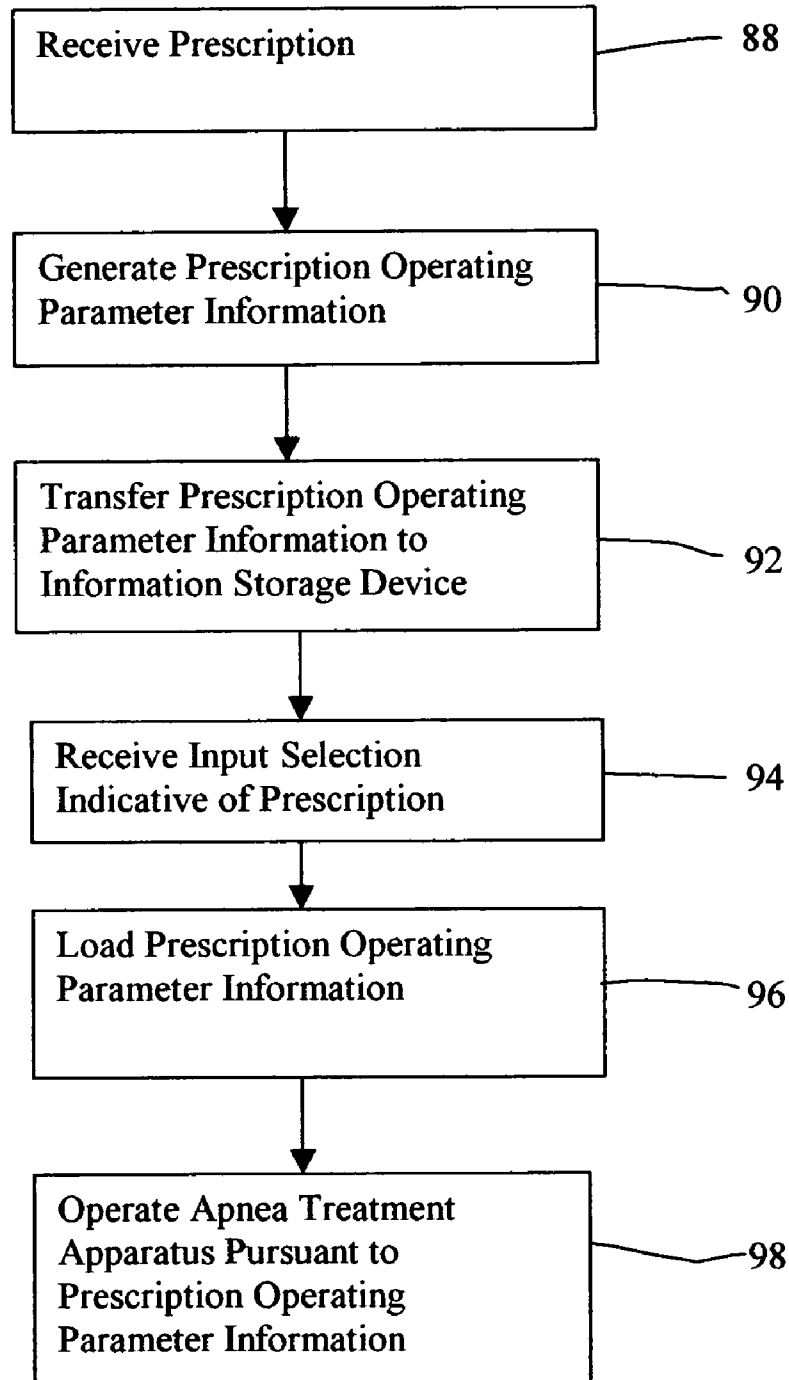 Receive Prescription
88
Generate Prescription Operating
Parameter Information
90
Transfer Prescription Operating
Parameter Information to
Information Storage Device
92
Receive Input Selection
Indicative of Prescription
94
Load Prescription Operating
Parameter Information
96
Operate Apnea Treatment
Apparatus Pursuant to
Prescription Operating
Parameter Information
98